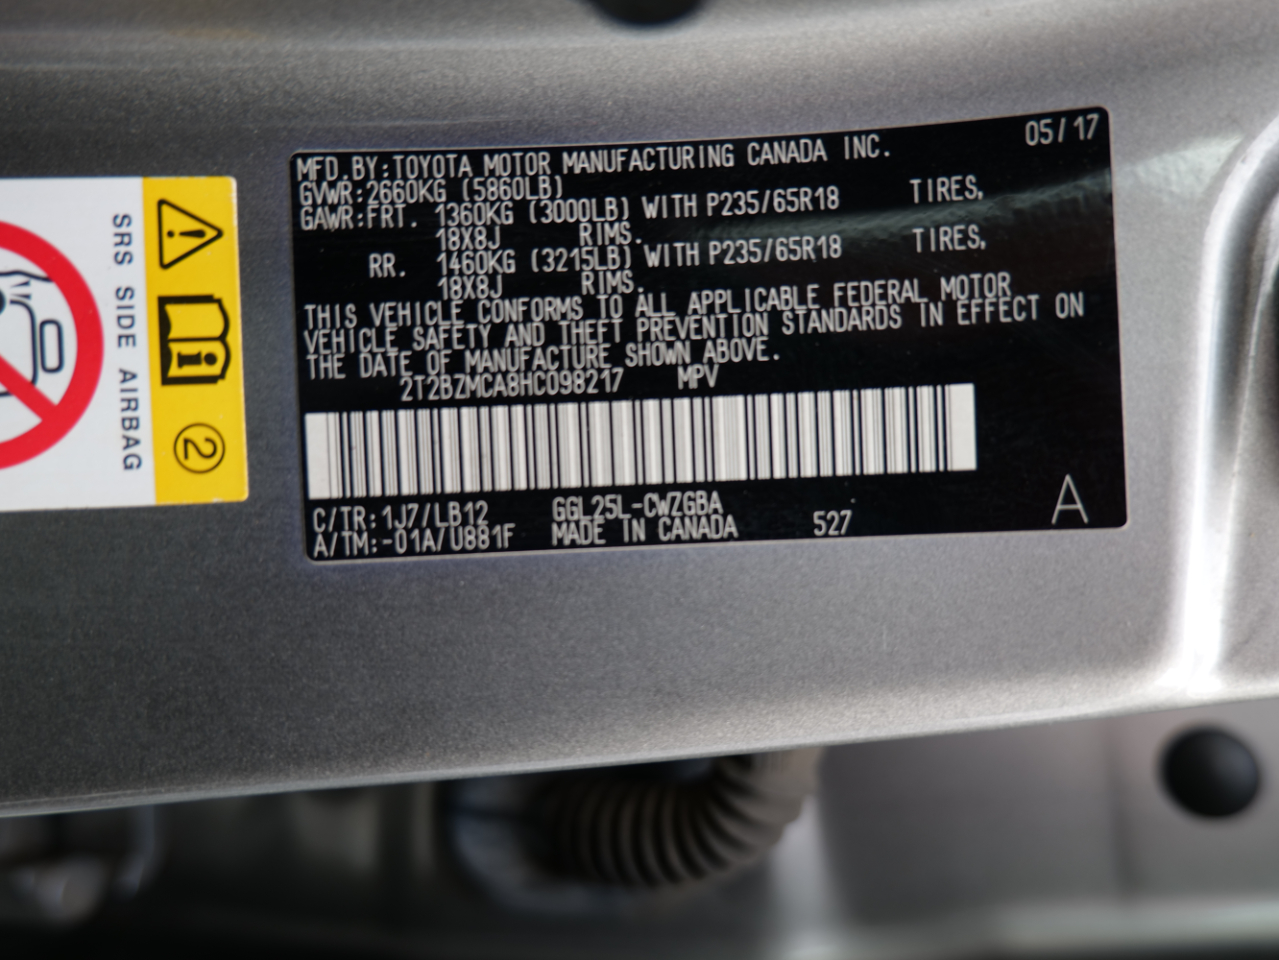 MFD.BY:TOYOTA MOTOR MANUFACTURING CANADA INC. 05/17
GVWR:2660KG (5860LB)
GAWR:FRT. 1360KG (3000LB) WITH P235/65R18 TIRES,
18X8J RIMS.
RR. 1460KG (3215LB) WITH P235/65R18 TIRES,
18X8J RIMS.
THIS VEHICLE CONFORMS TO ALL APPLICABLE FEDERAL MOTOR
VEHICLE SAFETY AND THEFT PREVENTION STANDARDS IN EFFECT ON
THE DATE OF MANUFACTURE SHOWN ABOVE.
2T2BZMCA8HC098217 MPV
C/TR:1J7/LB12 GGL25L-CWZGBA
A/TM:-01A/U881F MADE IN CANADA 527
A
SRS SIDE AIRBAG
2